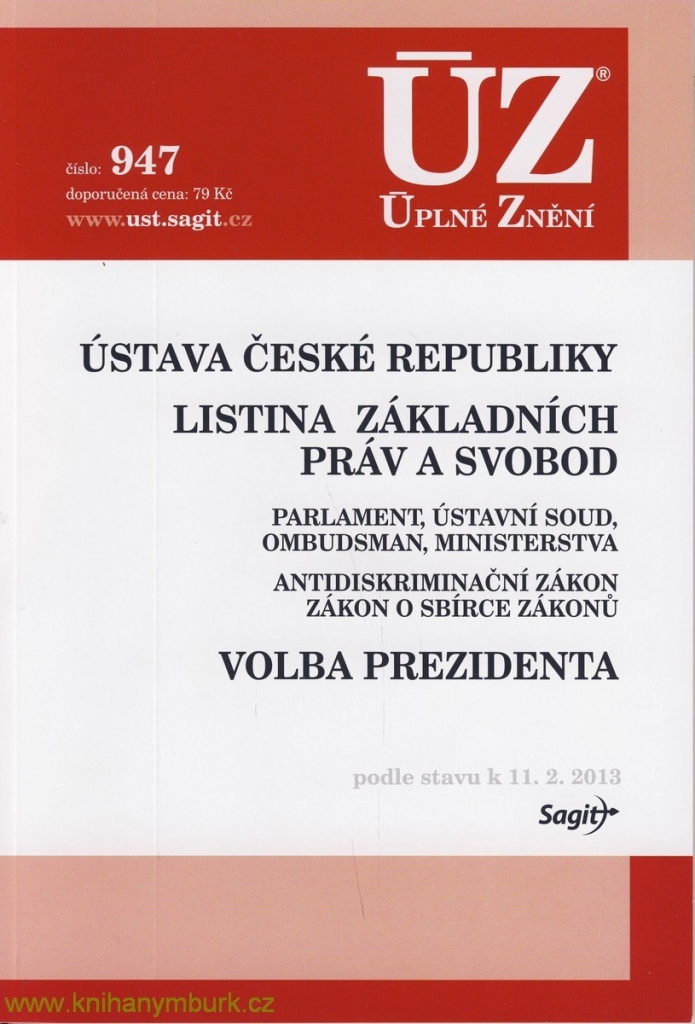 ŪZ®
číslo: 947
doporučená cena: 79 Kč
www.ust.sagit.cz
ŪPLNÉ ZNĚNÍ
ÚSTAVA ČESKÉ REPUBLIKY
LISTINA ZÁKLADNÍCH
PRÁV A SVOBOD
PARLAMENT, ÚSTAVNÍ SOUD,
OMBUDSMAN, MINISTERSTVA
ANTIDISKRIMINAČNÍ ZÁKON
ZÁKON O SBÍRCE ZÁKONŮ
VOLBA PREZIDENTA
podle stavu k 11. 2. 2013
Sagit
www.knihanymburk.cz